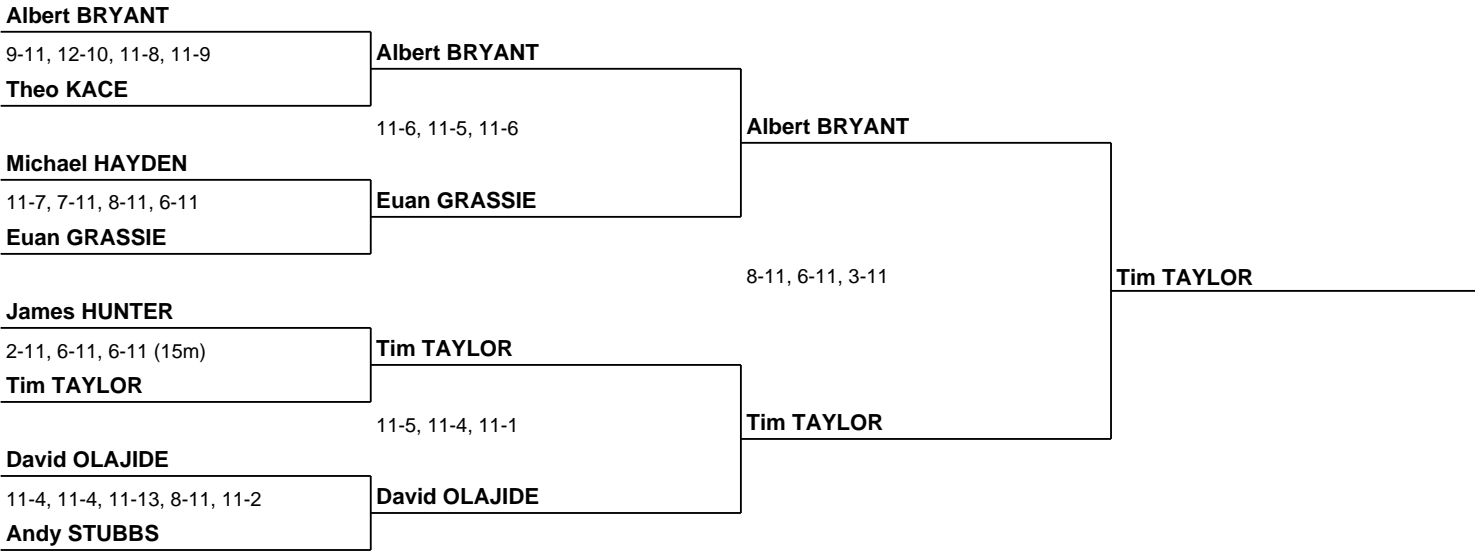 Albert BRYANT
9-11, 12-10, 11-8, 11-9
Theo KACE
Michael HAYDEN
11-7, 7-11, 8-11, 6-11
Euan GRASSIE
James HUNTER
2-11, 6-11, 6-11 (15m)
Tim TAYLOR
David OLAJIDE
11-4, 11-4, 11-13, 8-11, 11-2
Andy STUBBS
Albert BRYANT
11-6, 11-5, 11-6
Euan GRASSIE
Tim TAYLOR
11-5, 11-4, 11-1
David OLAJIDE
Albert BRYANT
8-11, 6-11, 3-11
Tim TAYLOR
Tim TAYLOR